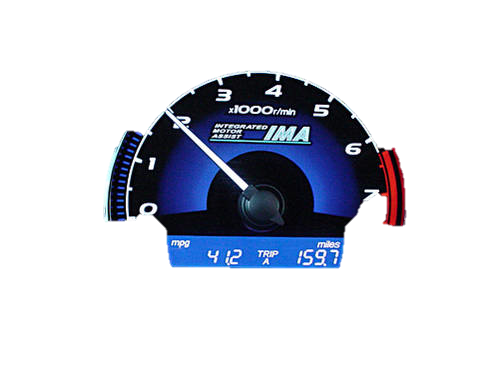 3 4
x1000r/min 5
2 INTEGRATED
MOTOR
ASSIST IMA
6
1
7
0
mpg miles
41.2 TRIP A 159.7